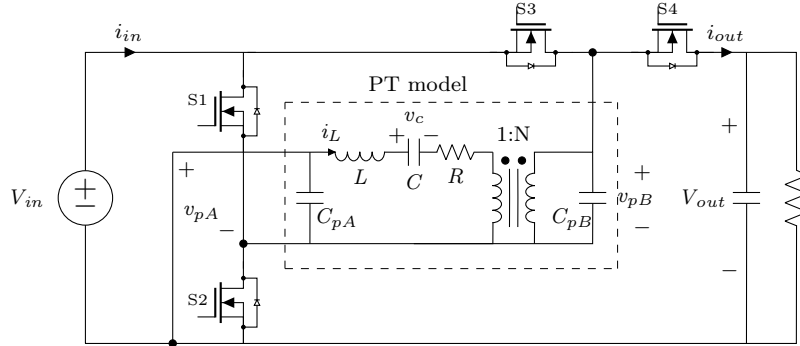 S3
S4
i_in
i_out
PT model
S1
v_c
1:N
i_L
+
−
+
L
C
R
+
+
V_in
+
−
v_pA
C_pA
C_pB
v_pB
V_out
−
−
−
S2